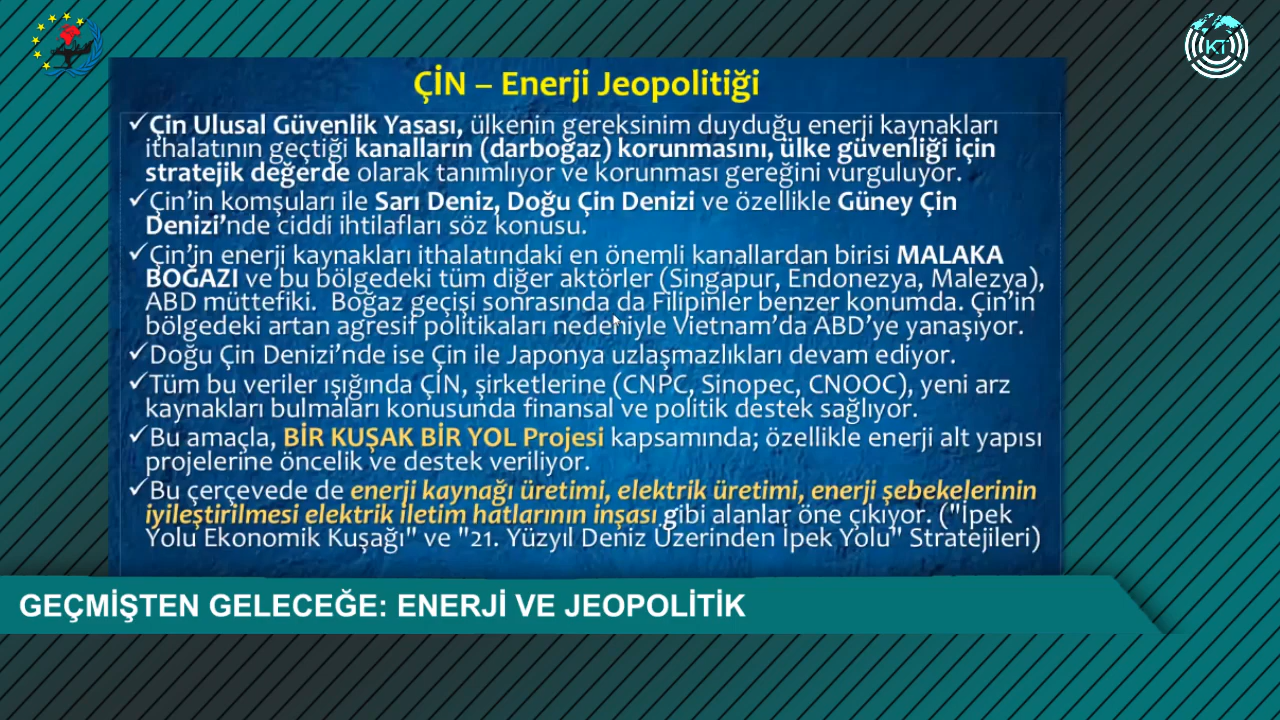 KT
ÇİN – Enerji Jeopolitiği
✓Çin Ulusal Güvenlik Yasası, ülkenin gereksinim duyduğu enerji kaynakları
ithalatının geçtiği kanalların (darboğaz) korunmasını, ülke güvenliği için
stratejik değerde olarak tanımlıyor ve korunması gereğini vurguluyor.
✓Çin’in komşuları ile Sarı Deniz, Doğu Çin Denizi ve özellikle Güney Çin
Denizi’nde ciddi ihtilafları söz konusu.
✓Çin’in enerji kaynakları ithalatındaki en önemli kanallardan birisi MALAKA
BOĞAZI ve bu bölgedeki tüm diğer aktörler (Singapur, Endonezya, Malezya),
ABD müttefiki. Boğaz geçişi sonrasında da Filipinler benzer konumda. Çin’in
bölgedeki artan agresif politikaları nedeniyle Vietnam’da ABD’ye yanaşıyor.
✓Doğu Çin Denizi’nde ise Çin ile Japonya uzlaşmazlıkları devam ediyor.
✓Tüm bu veriler ışığında ÇİN, şirketlerine (CNPC, Sinopec, CNOOC), yeni arz
kaynakları bulmaları konusunda finansal ve politik destek sağlıyor.
✓Bu amaçla, BİR KUŞAK BİR YOL Projesi kapsamında; özellikle enerji alt yapısı
projelerine öncelik ve destek veriliyor.
✓Bu çerçevede de enerji kaynağı üretimi, elektrik üretimi, enerji şebekelerinin
iyileştirilmesi elektrik iletim hatlarının inşası gibi alanlar öne çıkıyor. ("İpek
Yolu Ekonomik Kuşağı" ve "21. Yüzyıl Deniz Üzerinden İpek Yolu" Stratejileri)
GEÇMİŞTEN GELECEĞE: ENERJİ VE JEOPOLİTİK